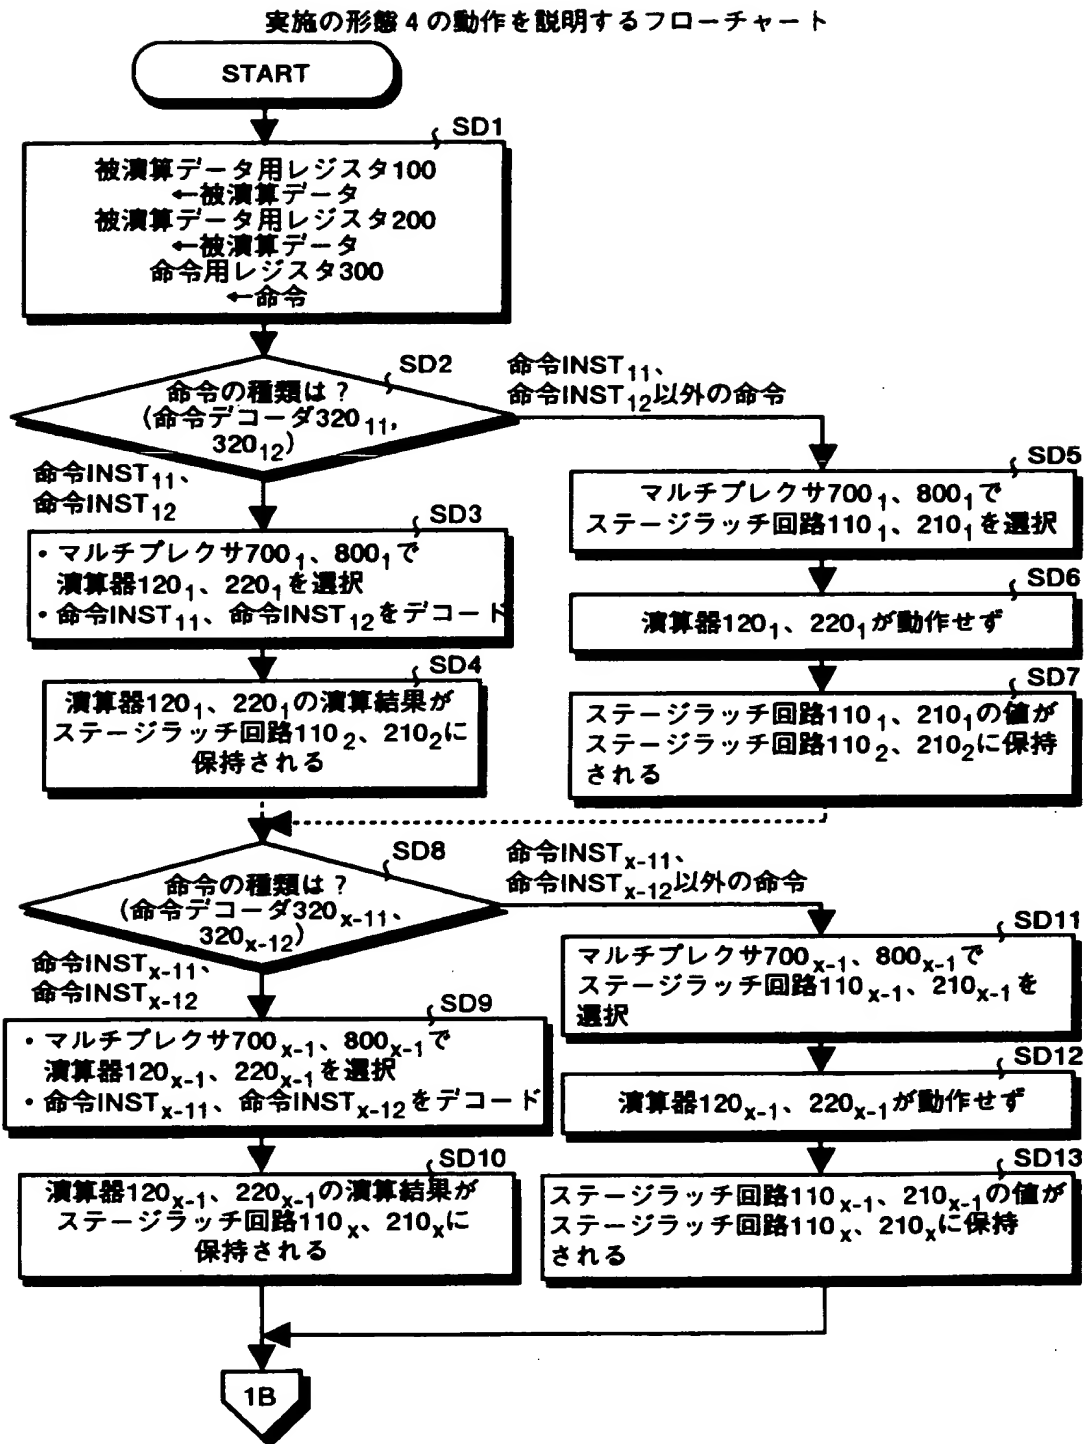 実施の形態4の動作を説明するフローチャート
START
SD1
被演算データ用レジスタ100
←被演算データ
被演算データ用レジスタ200
←被演算データ
命令用レジスタ300
←命令
SD2
命令の種類は?
(命令デコーダ320₁₁,
320₁₂)
命令INST₁₁、
命令INST₁₂以外の命令
命令INST₁₁、
命令INST₁₂
SD3
・マルチプレクサ700₁、800₁で
演算器120₁、220₁を選択
・命令INST₁₁、命令INST₁₂をデコード
SD4
演算器120₁、220₁の演算結果が
ステージラッチ回路110₂、210₂に
保持される
SD5
マルチプレクサ700₁、800₁で
ステージラッチ回路110₁、210₁を選択
SD6
演算器120₁、220₁が動作せず
SD7
ステージラッチ回路110₁、210₁の値が
ステージラッチ回路110₂、210₂に保持
される
SD8
命令の種類は?
(命令デコーダ320ₓ₋₁₁、
320ₓ₋₁₂)
命令INSTₓ₋₁₁、
命令INSTₓ₋₁₂以外の命令
命令INSTₓ₋₁₁、
命令INSTₓ₋₁₂
SD9
・マルチプレクサ700ₓ₋₁、800ₓ₋₁で
演算器120ₓ₋₁、220ₓ₋₁を選択
・命令INSTₓ₋₁₁、命令INSTₓ₋₁₂をデコード
SD10
演算器120ₓ₋₁、220ₓ₋₁の演算結果が
ステージラッチ回路110ₓ、210ₓに
保持される
SD11
マルチプレクサ700ₓ₋₁、800ₓ₋₁で
ステージラッチ回路110ₓ₋₁、210ₓ₋₁を
選択
SD12
演算器120ₓ₋₁、220ₓ₋₁が動作せず
SD13
ステージラッチ回路110ₓ₋₁、210ₓ₋₁の値が
ステージラッチ回路110ₓ、210ₓに保持
される
1B